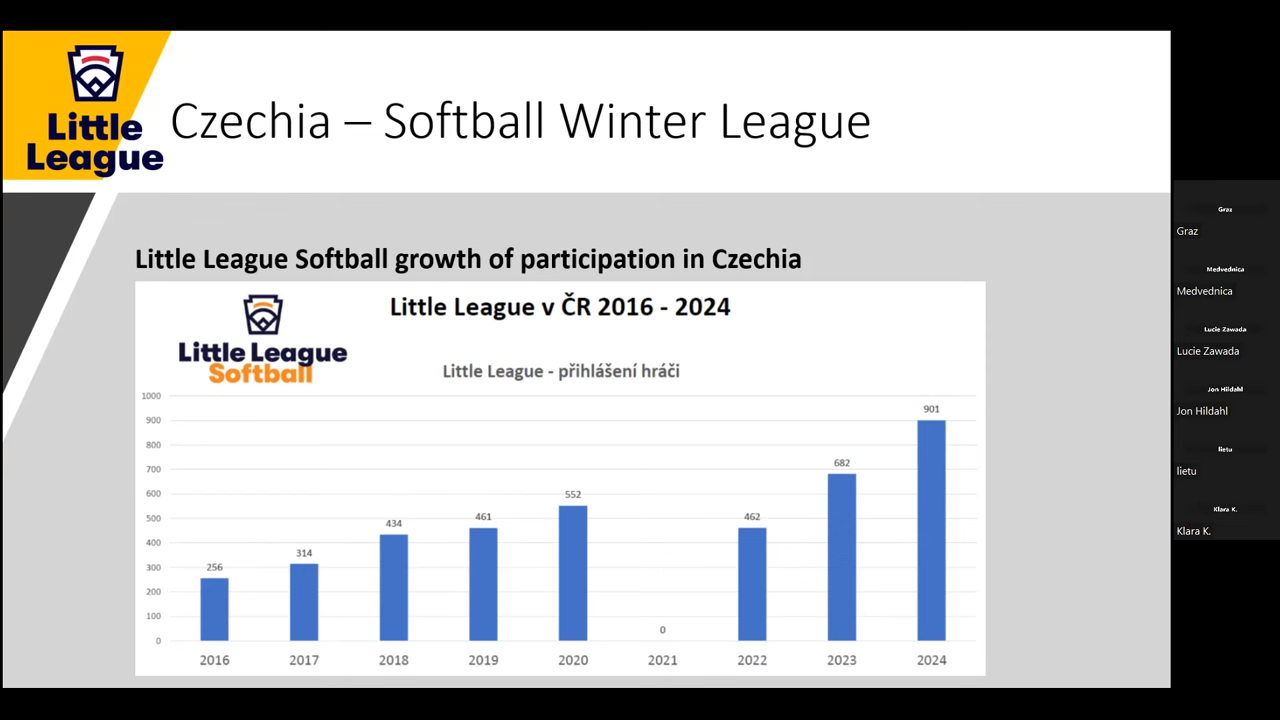 Little
League
Czechia – Softball Winter League
Little League Softball growth of participation in Czechia
Little League
Softball
Little League v ČR 2016 - 2024
Little League - přihlášení hráči
1000
900
800
700
600
500
400
300
200
100
0
256
314
434
461
552
0
462
682
901
2016 2017 2018 2019 2020 2021 2022 2023 2024
Graz
Graz
Medvednica
Medvednica
Lucie Zawada
Lucie Zawada
Jon Hildahl
Jon Hildahl
lietu
lietu
Klara K.
Klara K.